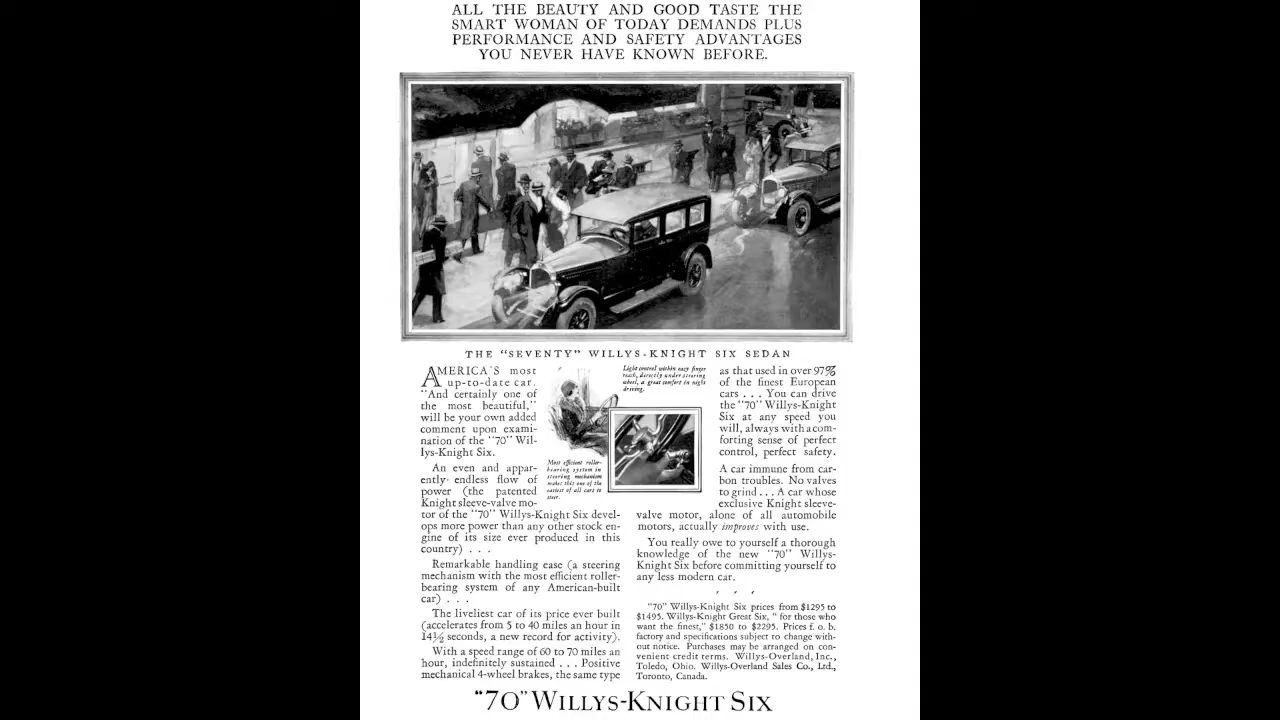 ALL THE BEAUTY AND GOOD TASTE THE
SMART WOMAN OF TODAY DEMANDS PLUS
PERFORMANCE AND SAFETY ADVANTAGES
YOU NEVER HAVE KNOWN BEFORE.
THE "SEVENTY" WILLYS-KNIGHT SIX SEDAN
AMERICA'S most
up-to-date car.
"And certainly one of
the most beautiful,"
will be your own added
comment upon exami-
nation of the "70" Wil-
lys-Knight Six.
An even and appar-
ently endless flow of
power (the patented
Knight sleeve-valve mo-
tor of the "70" Willys-Knight Six devel-
ops more power than any other stock en-
gine of its size ever produced in this
country) . . .
Remarkable handling ease (a steering
mechanism with the most efficient roller-
bearing system of any American-built
car) . . .
The liveliest car of its price ever built
(accelerates from 5 to 40 miles an hour in
14½ seconds, a new record for activity).
With a speed range of 60 to 70 miles an
hour, indefinitely sustained . . . Positive
mechanical 4-wheel brakes, the same type
Light control within easy finger
reach, directly under steering
wheel, a great comfort in night
driving.
Most efficient roller-
bearing system in
steering mechanism
makes this one of the
easiest of all cars to
steer.
as that used in over 97%
of the finest European
cars . . . You can drive
the "70" Willys-Knight
Six at any speed you
will, always with a com-
forting sense of perfect
control, perfect safety.
A car immune from car-
bon troubles. No valves
to grind . . . A car whose
exclusive Knight sleeve-
valve motor, alone of all automobile
motors, actually improves with use.
You really owe to yourself a thorough
knowledge of the new "70" Willys-
Knight Six before committing yourself to
any less modern car.
"70" Willys-Knight Six prices from $1295 to
$1495. Willys-Knight Great Six, "for those who
want the finest," $1850 to $2295. Prices f. o. b.
factory and specifications subject to change with-
out notice. Purchases may be arranged on con-
venient credit terms. Willys-Overland, Inc.,
Toledo, Ohio. Willys-Overland Sales Co., Ltd.,
Toronto, Canada.
"70" WILLYS-KNIGHT SIX